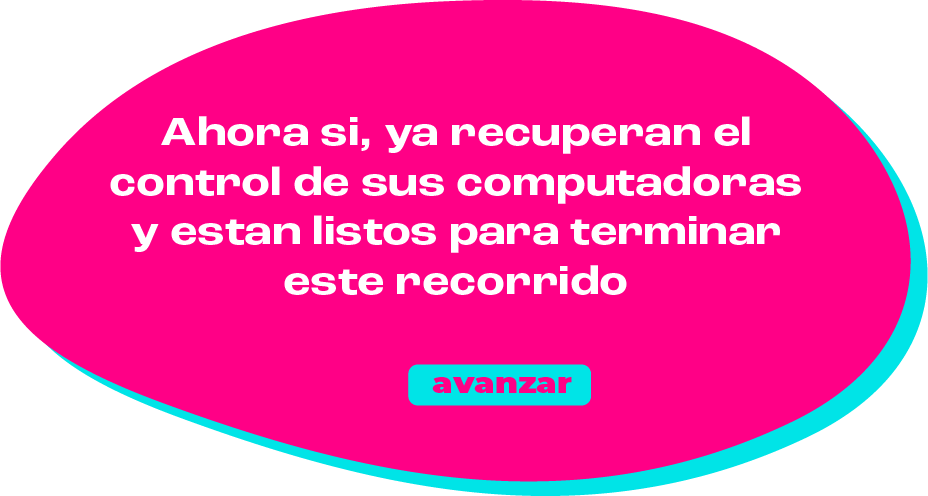 Ahora si, ya recuperan el
control de sus computadoras
y estan listos para terminar
este recorrido
avanzar